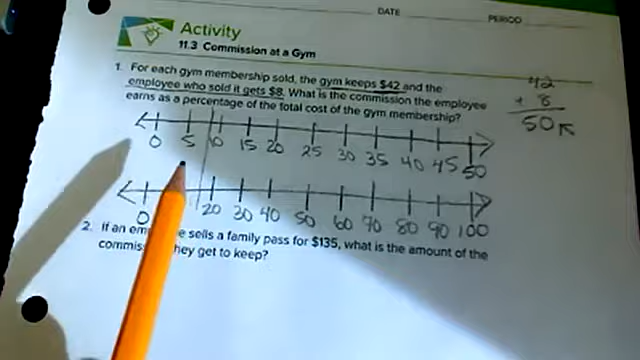 DATE PERIOD
Activity
11.3 Commission at a Gym
1. For each gym membership sold, the gym keeps $42 and the
employee who sold it gets $8. What is the commission the employee
earns as a percentage of the total cost of the gym membership?
42
+ 8
50
0 5 10 15 20 25 30 35 40 45 50
0 20 30 40 50 60 70 80 90 100
2. If an sells a family pass for $135, what is the amount of the
they get to keep?